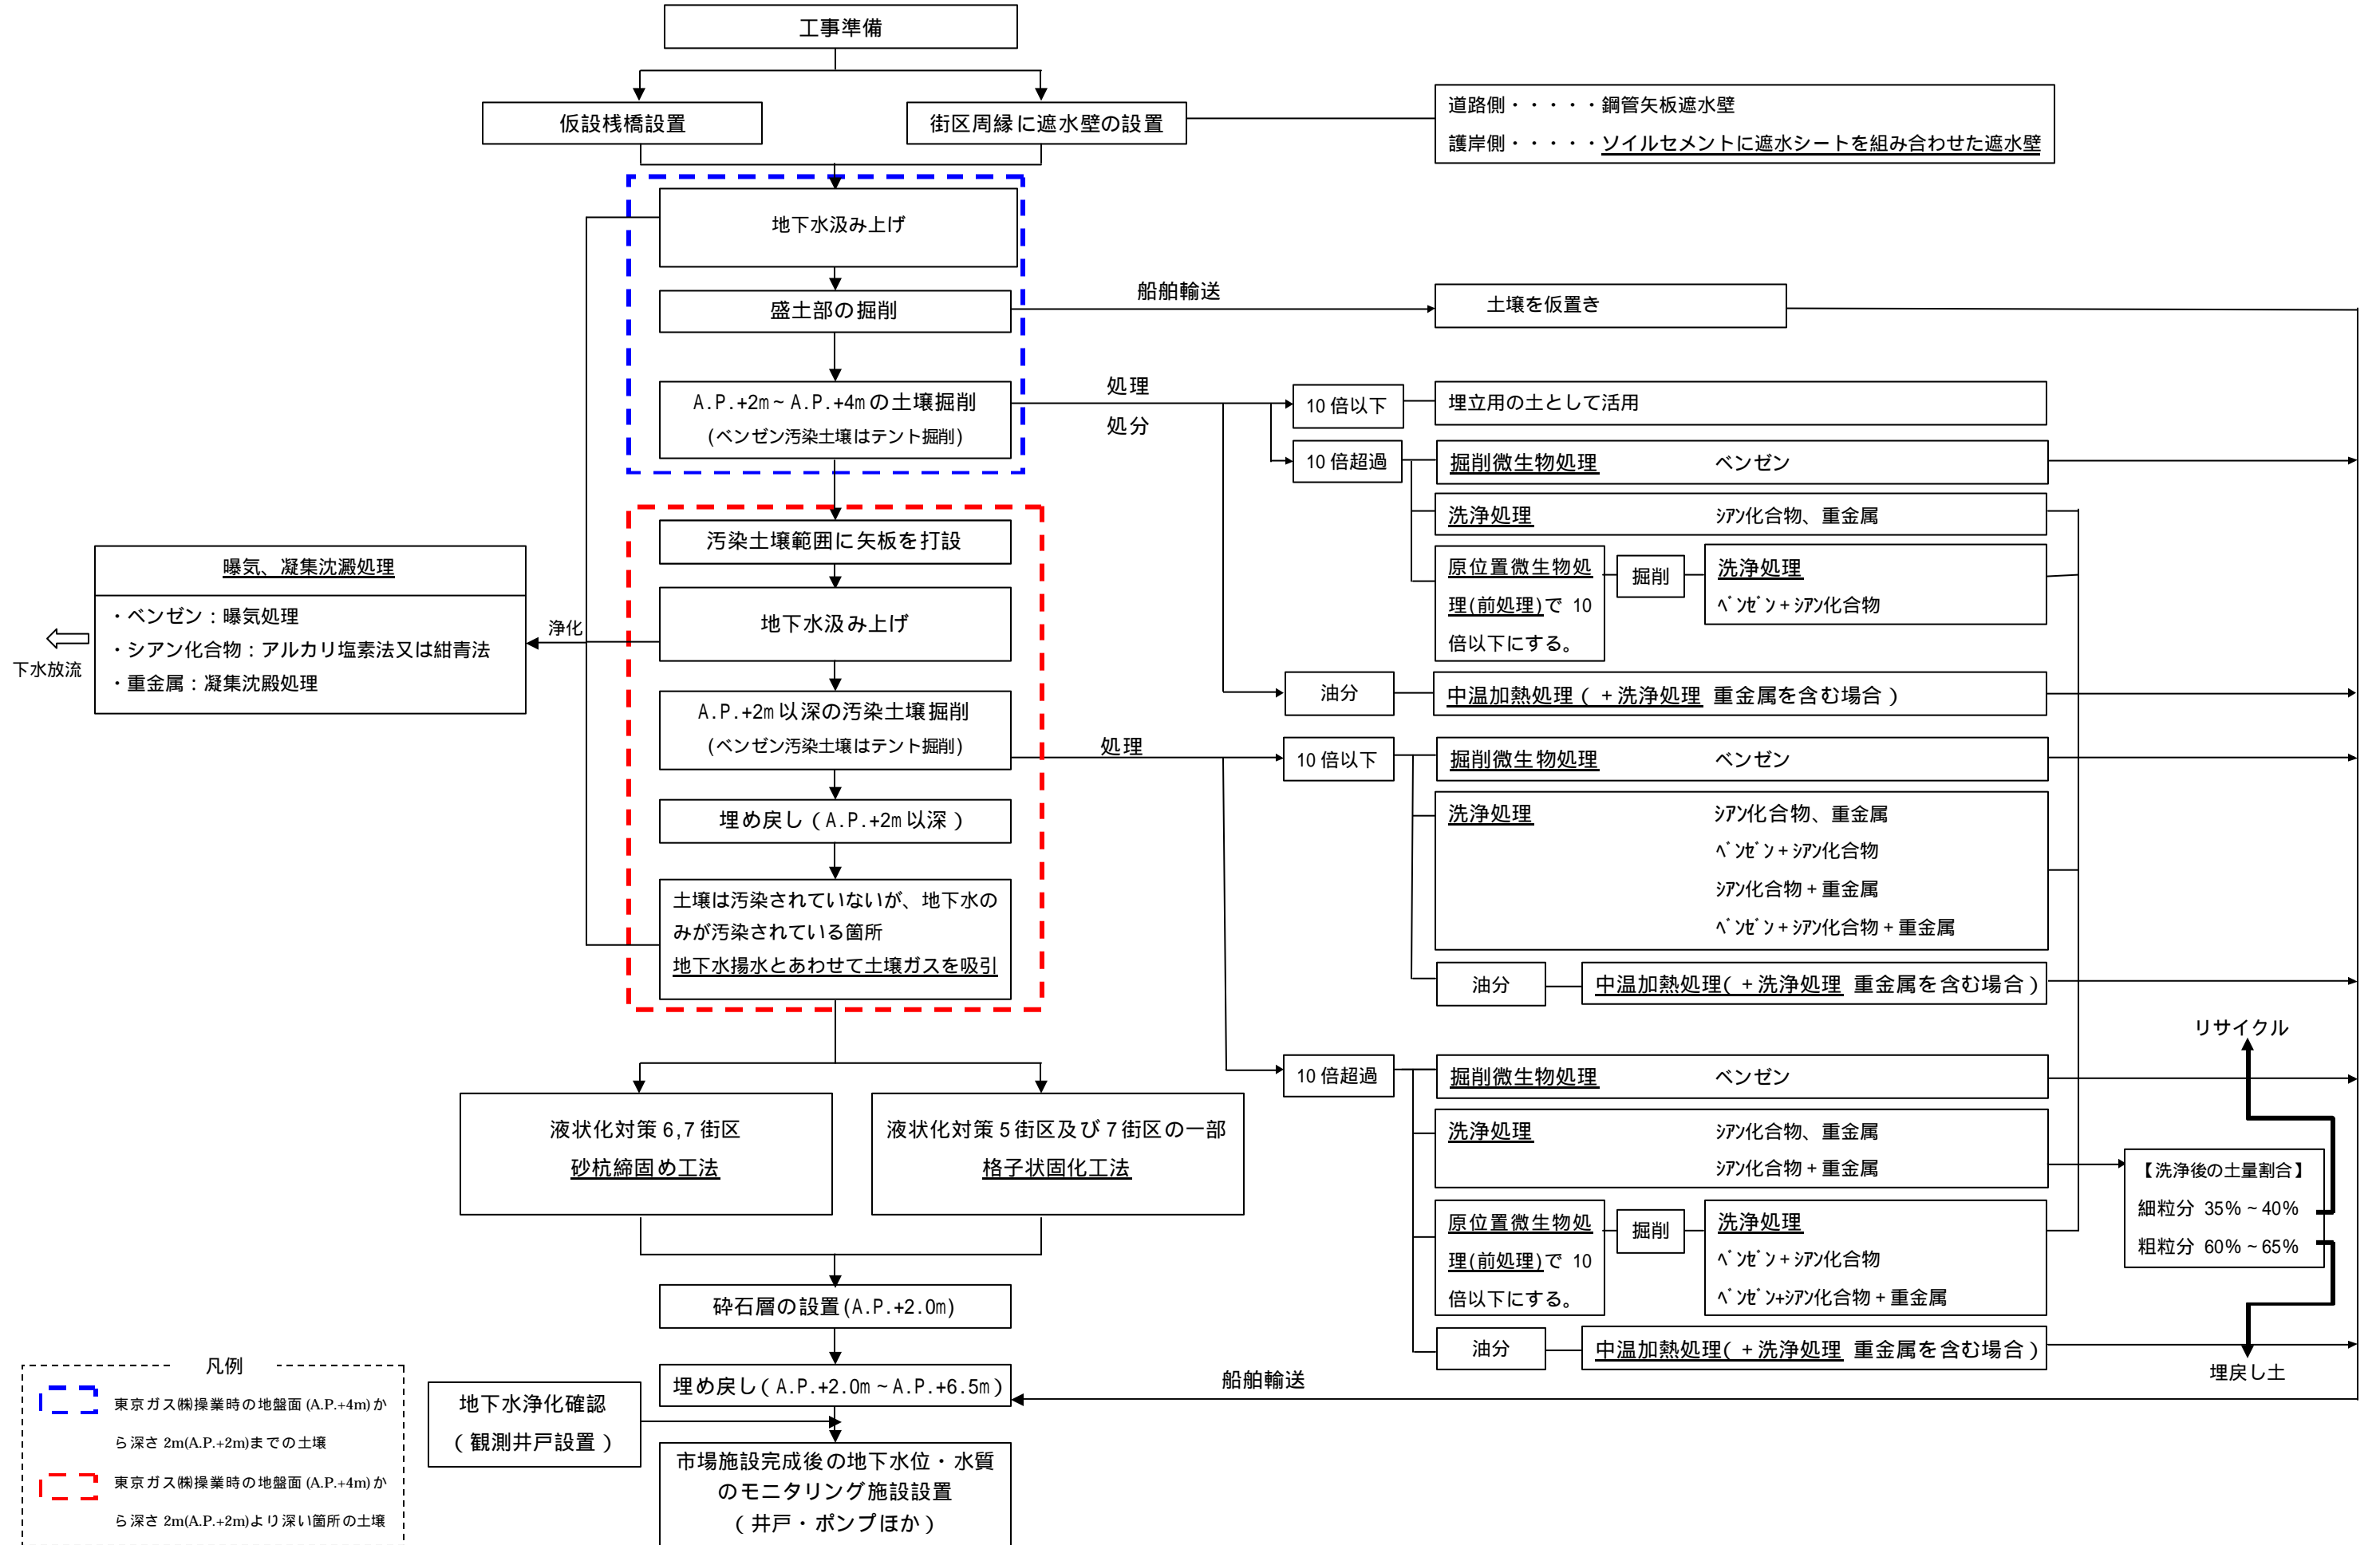 工事準備
仮設桟橋設置
街区周縁に遮水壁の設置
道路側・・・・・鋼管矢板遮水壁
護岸側・・・・・ソイルセメントに遮水シートを組み合わせた遮水壁
地下水汲み上げ
盛土部の掘削
船舶輸送
土壌を仮置き
A.P.+2m~A.P.+4mの土壌掘削
(ベンゼン汚染土壌はテント掘削)
処理
処分
10倍以下
埋立用の土として活用
10倍超過
掘削微生物処理 ベンゼン
洗浄処理 シアン化合物、重金属
原位置微生物処
理(前処理)で 10
倍以下にする。
掘削
洗浄処理
ベンゼン+シアン化合物
油分
中温加熱処理(+洗浄処理 重金属を含む場合)
汚染土壌範囲に矢板を打設
地下水汲み上げ
浄化
曝気、凝集沈澱処理
・ベンゼン:曝気処理
・シアン化合物:アルカリ塩素法又は紺青法
・重金属:凝集沈殿処理
下水放流
A.P.+2m以深の汚染土壌掘削
(ベンゼン汚染土壌はテント掘削)
処理
埋め戻し(A.P.+2m以深)
土壌は汚染されていないが、地下水の
みが汚染されている箇所
地下水揚水とあわせて土壌ガスを吸引
10倍以下
掘削微生物処理 ベンゼン
洗浄処理 シアン化合物、重金属
ベンゼン+シアン化合物
シアン化合物+重金属
ベンゼン+シアン化合物+重金属
油分
中温加熱処理(+洗浄処理 重金属を含む場合)
10倍超過
掘削微生物処理 ベンゼン
洗浄処理 シアン化合物、重金属
シアン化合物+重金属
原位置微生物処
理(前処理)で 10
倍以下にする。
掘削
洗浄処理
ベンゼン+シアン化合物
ベンゼン+シアン化合物+重金属
油分
中温加熱処理(+洗浄処理 重金属を含む場合)
リサイクル
【洗浄後の土量割合】
細粒分 35%~40%
粗粒分 60%~65%
埋戻し土
液状化対策 6,7街区
砂杭締固め工法
液状化対策 5街区及び7街区の一部
格子状固化工法
砕石層の設置(A.P.+2.0m)
埋め戻し(A.P.+2.0m~A.P.+6.5m)
船舶輸送
地下水浄化確認
(観測井戸設置)
市場施設完成後の地下水位・水質
のモニタリング施設設置
(井戸・ポンプほか)
凡例
東京ガス㈱操業時の地盤面(A.P.+4m)か
ら深さ2m(A.P.+2m)までの土壌
東京ガス㈱操業時の地盤面(A.P.+4m)か
ら深さ2m(A.P.+2m)より深い箇所の土壌